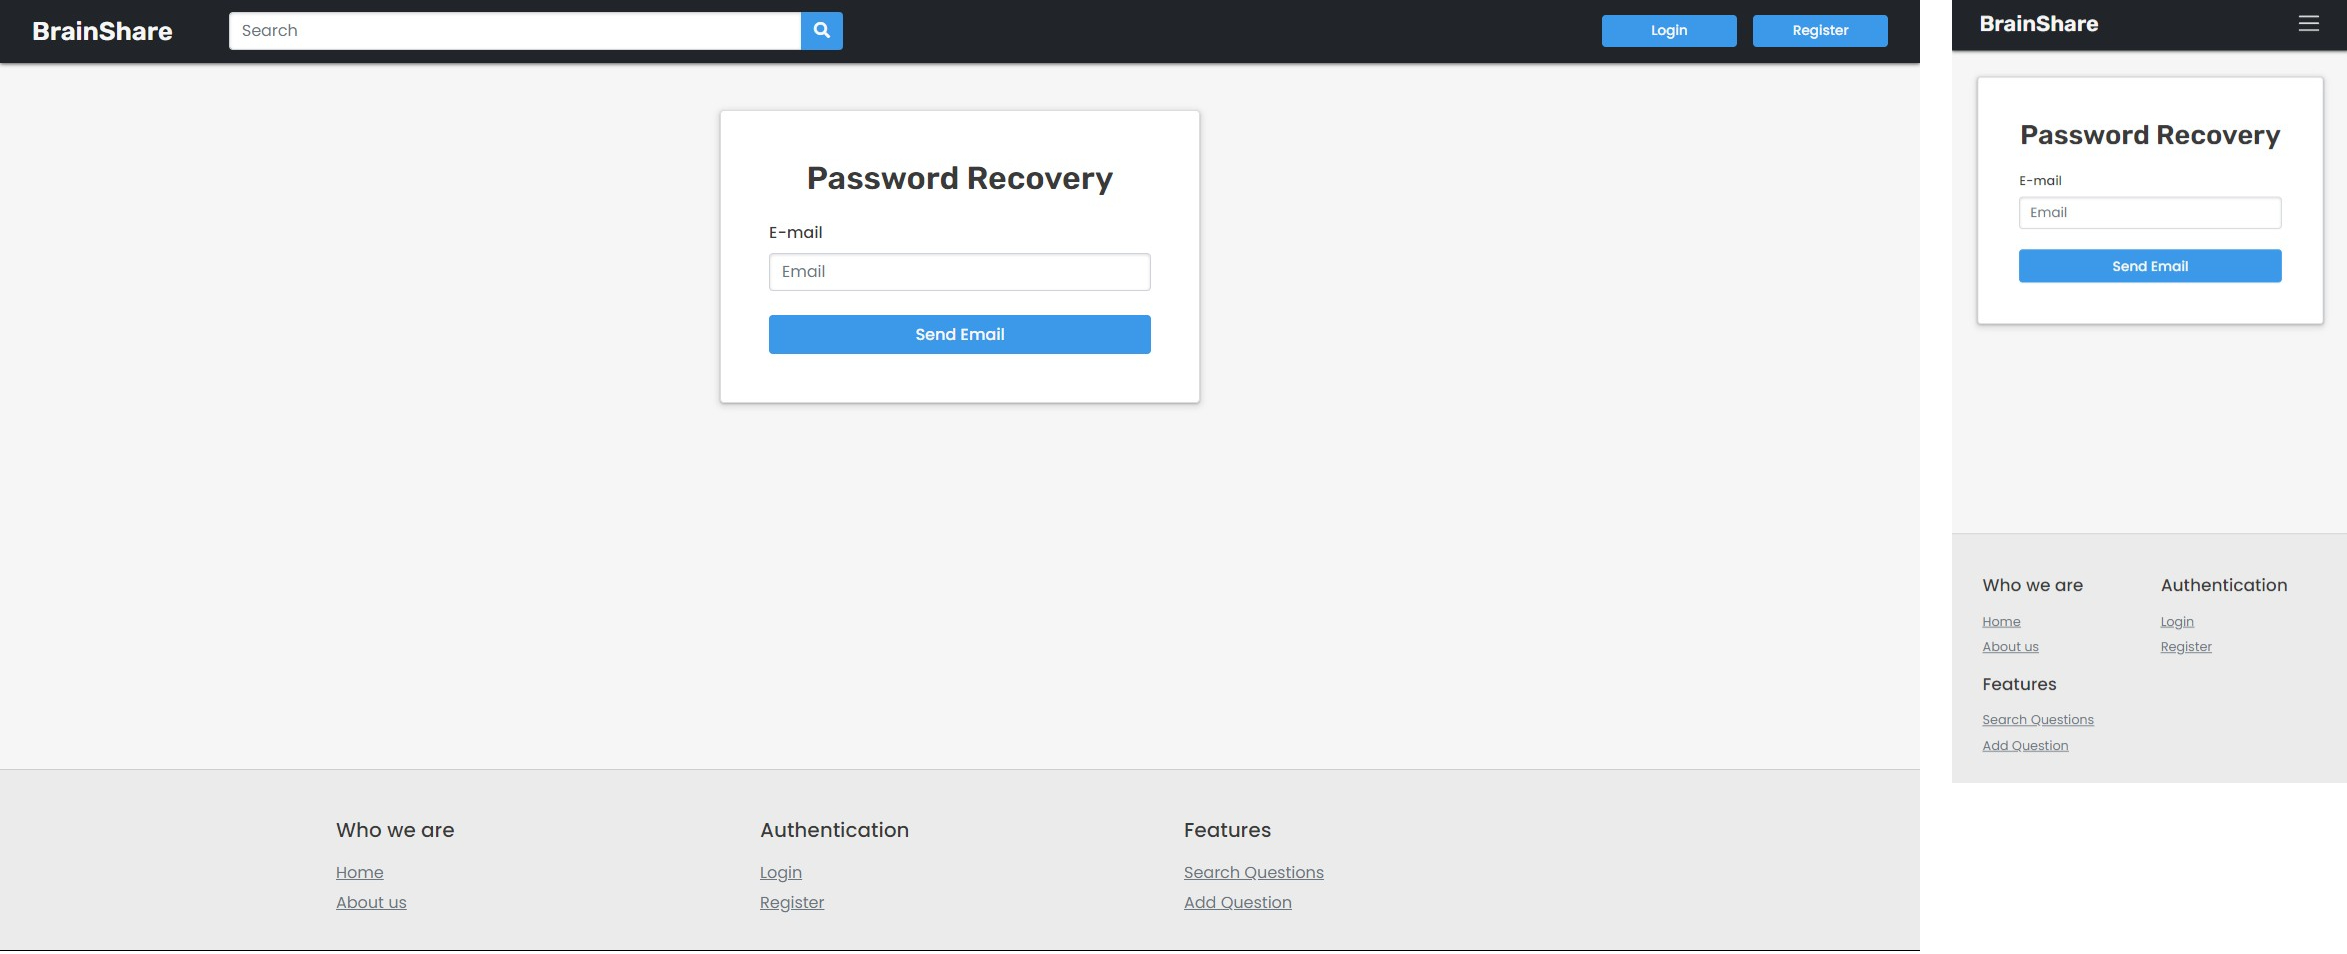 BrainShare
Search
Login
Register
Password Recovery
E-mail
Email
Send Email
Who we are
Authentication
Features
Home
Login
Search Questions
About us
Register
Add Question
BrainShare
Password Recovery
E-mail
Email
Send Email
Who we are
Authentication
Home
Login
About us
Register
Features
Search Questions
Add Question